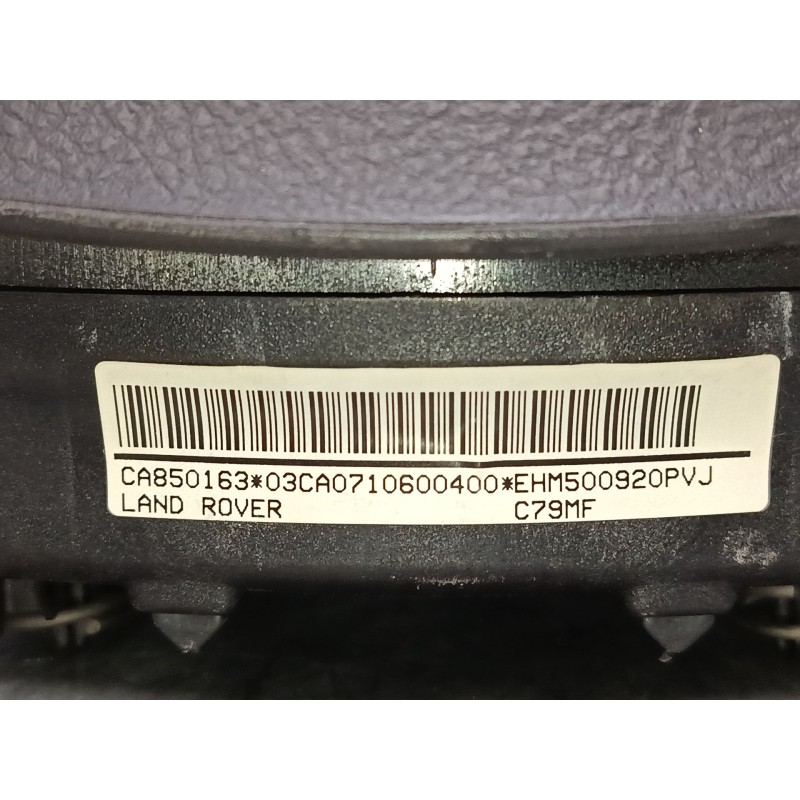 CA850163*03CA0710600400*EHM500920PVJ
LAND ROVER C79MF